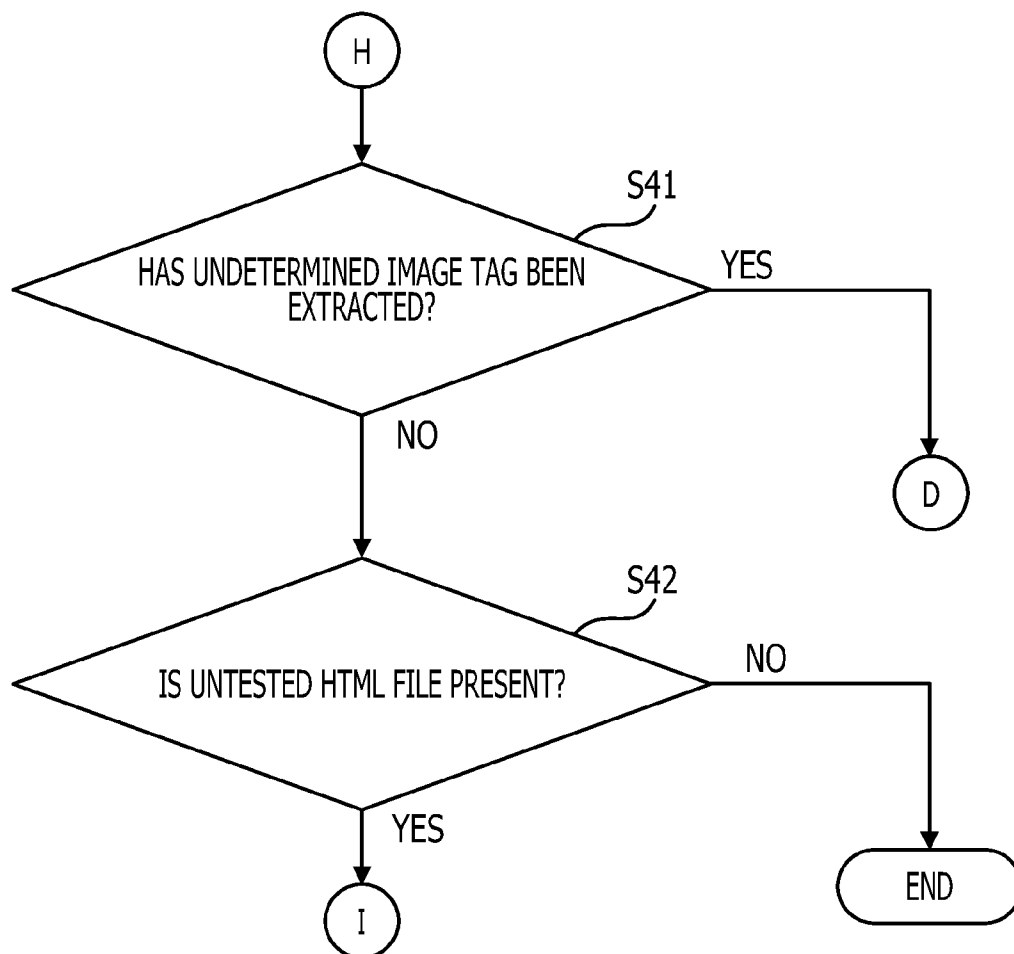 H
S41
HAS UNDETERMINED IMAGE TAG BEEN
EXTRACTED?
YES
NO
D
S42
IS UNTESTED HTML FILE PRESENT?
NO
YES
END
I